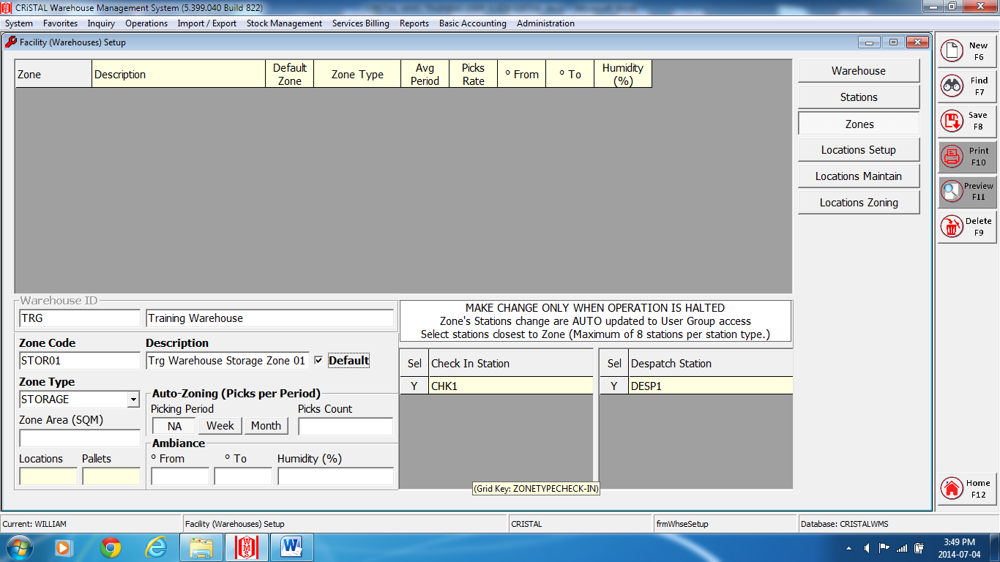 CRiSTAL Warehouse Management System (5.399.040 Build 822)
System Favorites Inquiry Operations Import / Export Stock Management Services Billing Reports Basic Accounting Administration
Facility (Warehouses) Setup
Zone Description Default Zone Zone Type Avg Period Picks Rate º From º To Humidity (%)
Warehouse
Stations
Zones
Locations Setup
Locations Maintain
Locations Zoning
New F6
Find F7
Save F8
Print F10
Preview F11
Delete F9
Home F12
Warehouse ID
TRG Training Warehouse
Zone Code Description
STOR01 Trg Warehouse Storage Zone 01 Default
Zone Type
STORAGE
Zone Area (SQM)
Locations Pallets
Auto-Zoning (Picks per Period)
Picking Period Picks Count
NA Week Month
Ambiance
º From º To Humidity (%)
MAKE CHANGE ONLY WHEN OPERATION IS HALTED
Zone's Stations change are AUTO updated to User Group access
Select stations closest to Zone (Maximum of 8 stations per station type.)
Sel Check In Station
Y CHK1
Sel Despatch Station
Y DESP1
(Grid Key: ZONETYPECHECK-IN)
Current: WILLIAM Facility (Warehouses) Setup CRISTAL frmWhseSetup Database: CRISTALWMS
WMS
3:49 PM
2014-07-04